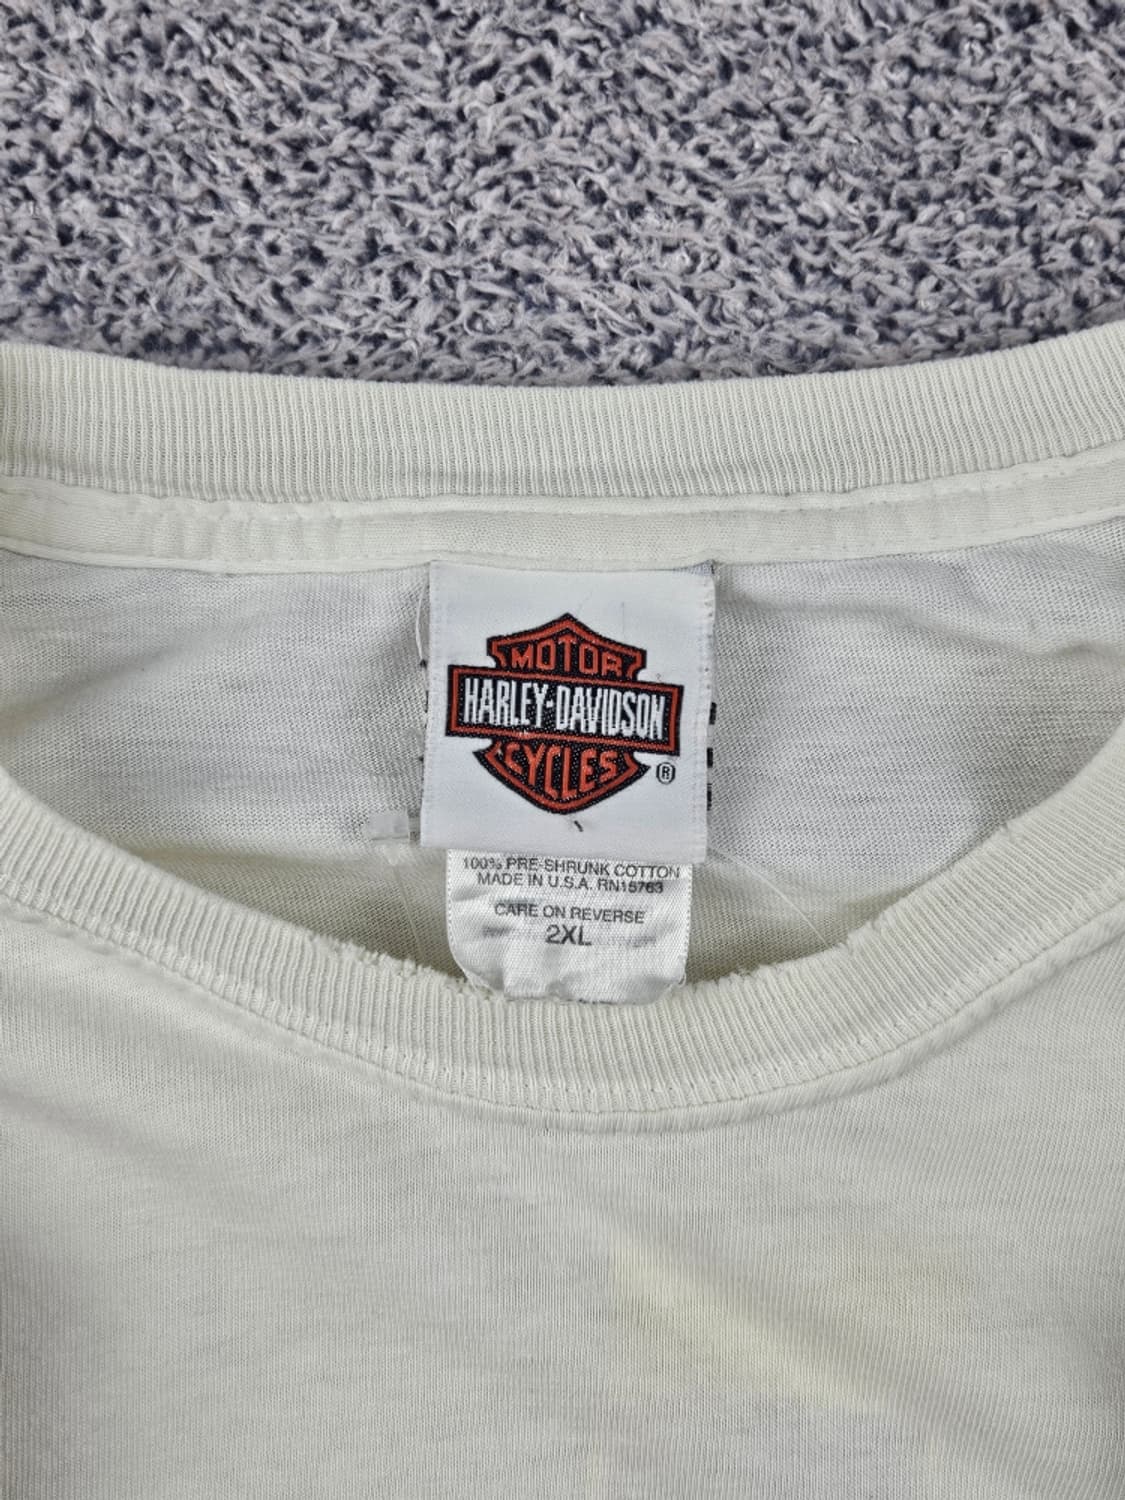 MOTOR
HARLEY-DAVIDSON
CYCLES
®
100% PRE-SHRUNK COTTON
MADE IN U.S.A. RN15763
CARE ON REVERSE
2XL